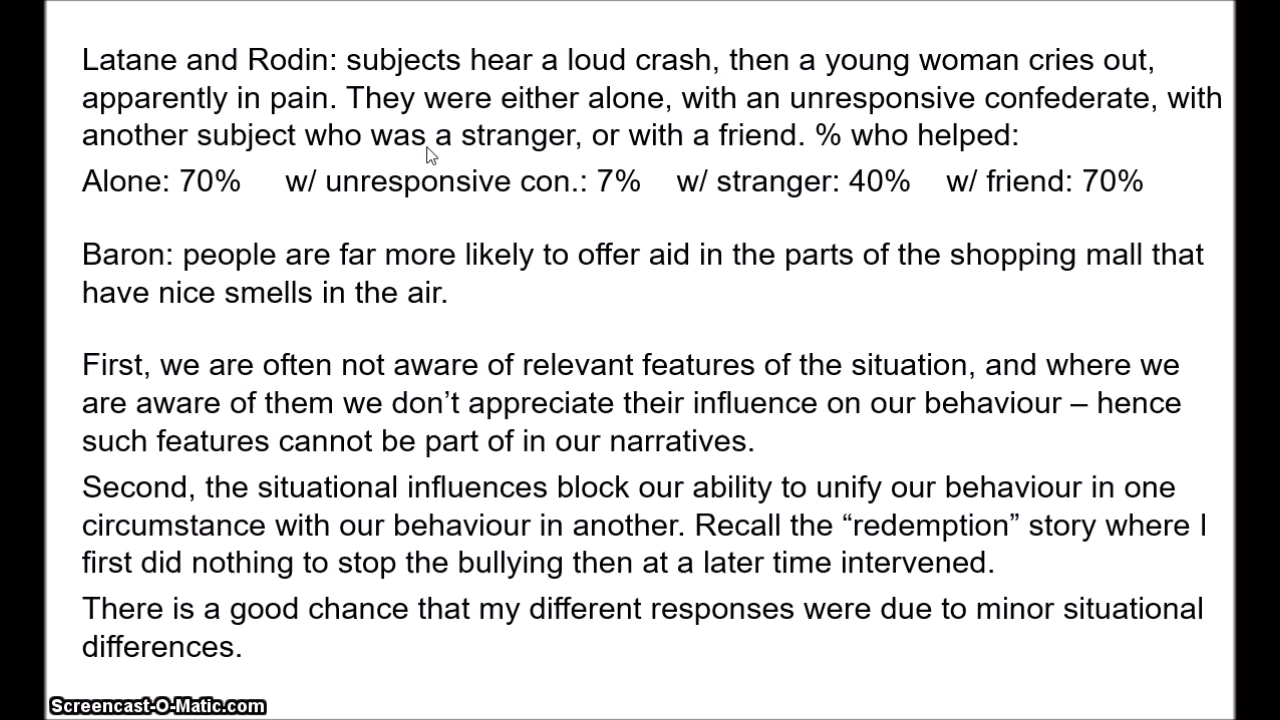 Latane and Rodin: subjects hear a loud crash, then a young woman cries out,
apparently in pain. They were either alone, with an unresponsive confederate, with
another subject who was a stranger, or with a friend. % who helped:
Alone: 70% w/ unresponsive con.: 7% w/ stranger: 40% w/ friend: 70%
Baron: people are far more likely to offer aid in the parts of the shopping mall that
have nice smells in the air.
First, we are often not aware of relevant features of the situation, and where we
are aware of them we don’t appreciate their influence on our behaviour – hence
such features cannot be part of in our narratives.
Second, the situational influences block our ability to unify our behaviour in one
circumstance with our behaviour in another. Recall the “redemption” story where I
first did nothing to stop the bullying then at a later time intervened.
There is a good chance that my different responses were due to minor situational
differences.
Screencast-O-Matic.com